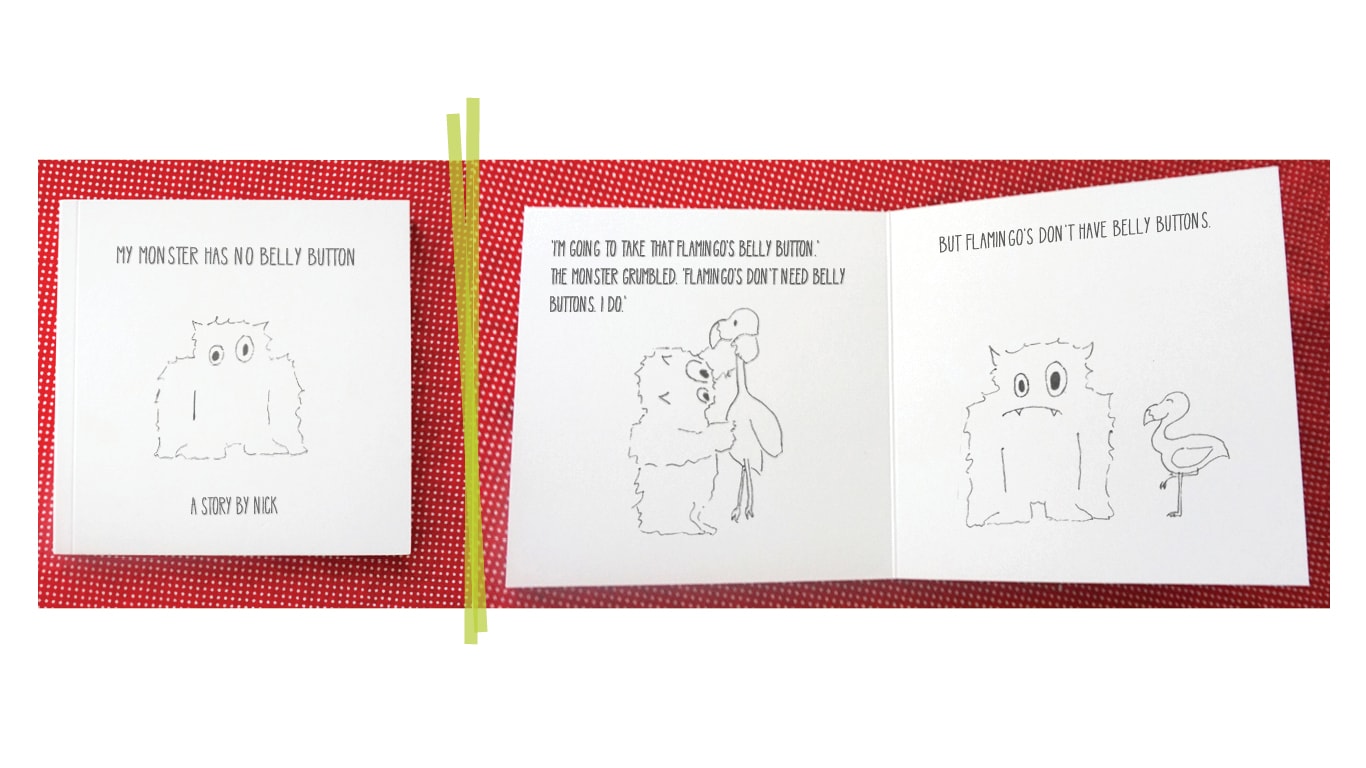 MY MONSTER HAS NO BELLY BUTTON
A STORY BY NICK
'I'M GOING TO TAKE THAT FLAMINGO'S BELLY BUTTON.'
THE MONSTER GRUMBLED. 'FLAMINGO'S DON'T NEED BELLY
BUTTONS. I DO.'
BUT FLAMINGO'S DON'T HAVE BELLY BUTTONS.